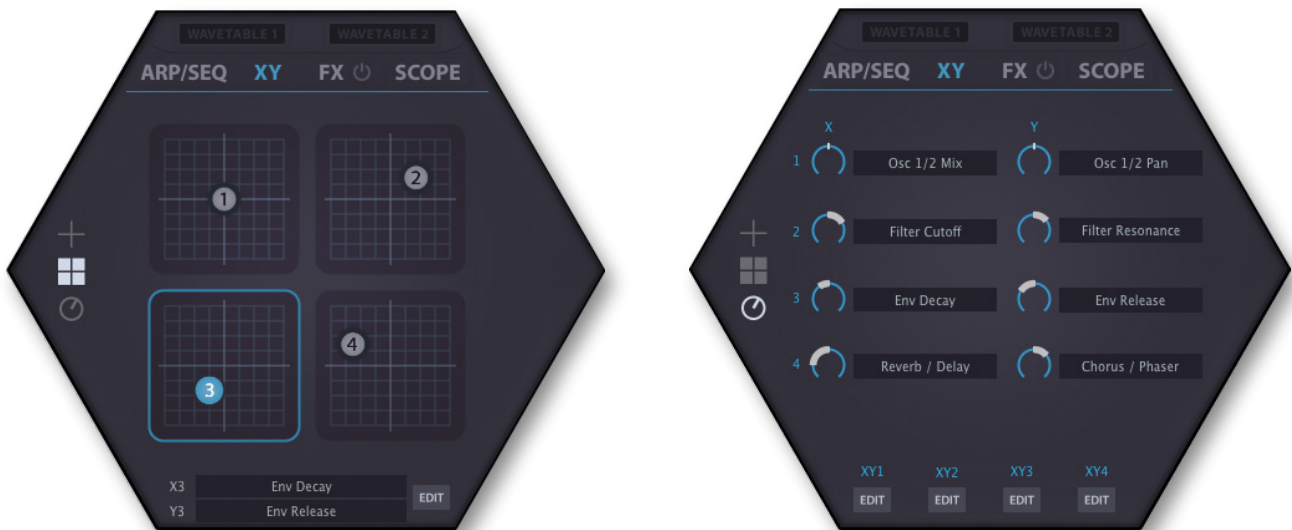 WAVETABLE 1 WAVETABLE 2
ARP/SEQ XY FX SCOPE
1 2
3 4
X3 Env Decay
Y3 Env Release
EDIT
WAVETABLE 1 WAVETABLE 2
ARP/SEQ XY FX SCOPE
X Y
1 Osc 1/2 Mix Osc 1/2 Pan
2 Filter Cutoff Filter Resonance
3 Env Decay Env Release
4 Reverb / Delay Chorus / Phaser
XY1 XY2 XY3 XY4
EDIT EDIT EDIT EDIT